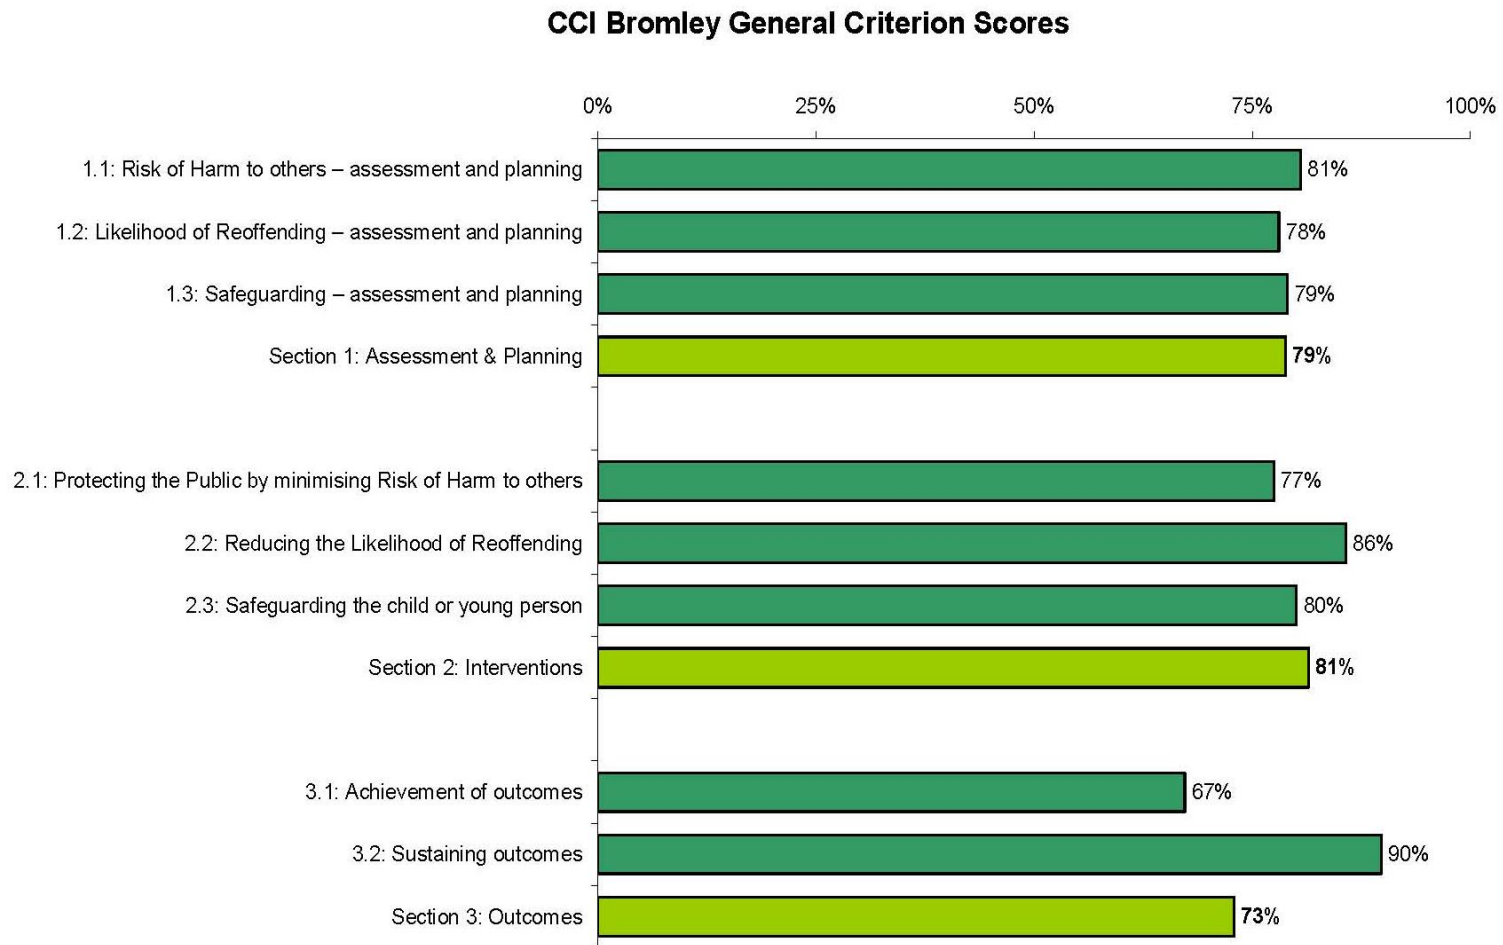 CCI Bromley General Criterion Scores
0% 25% 50% 75% 100%
1.1: Risk of Harm to others – assessment and planning 81%
1.2: Likelihood of Reoffending – assessment and planning 78%
1.3: Safeguarding – assessment and planning 79%
Section 1: Assessment & Planning 79%
2.1: Protecting the Public by minimising Risk of Harm to others 77%
2.2: Reducing the Likelihood of Reoffending 86%
2.3: Safeguarding the child or young person 80%
Section 2: Interventions 81%
3.1: Achievement of outcomes 67%
3.2: Sustaining outcomes 90%
Section 3: Outcomes 73%